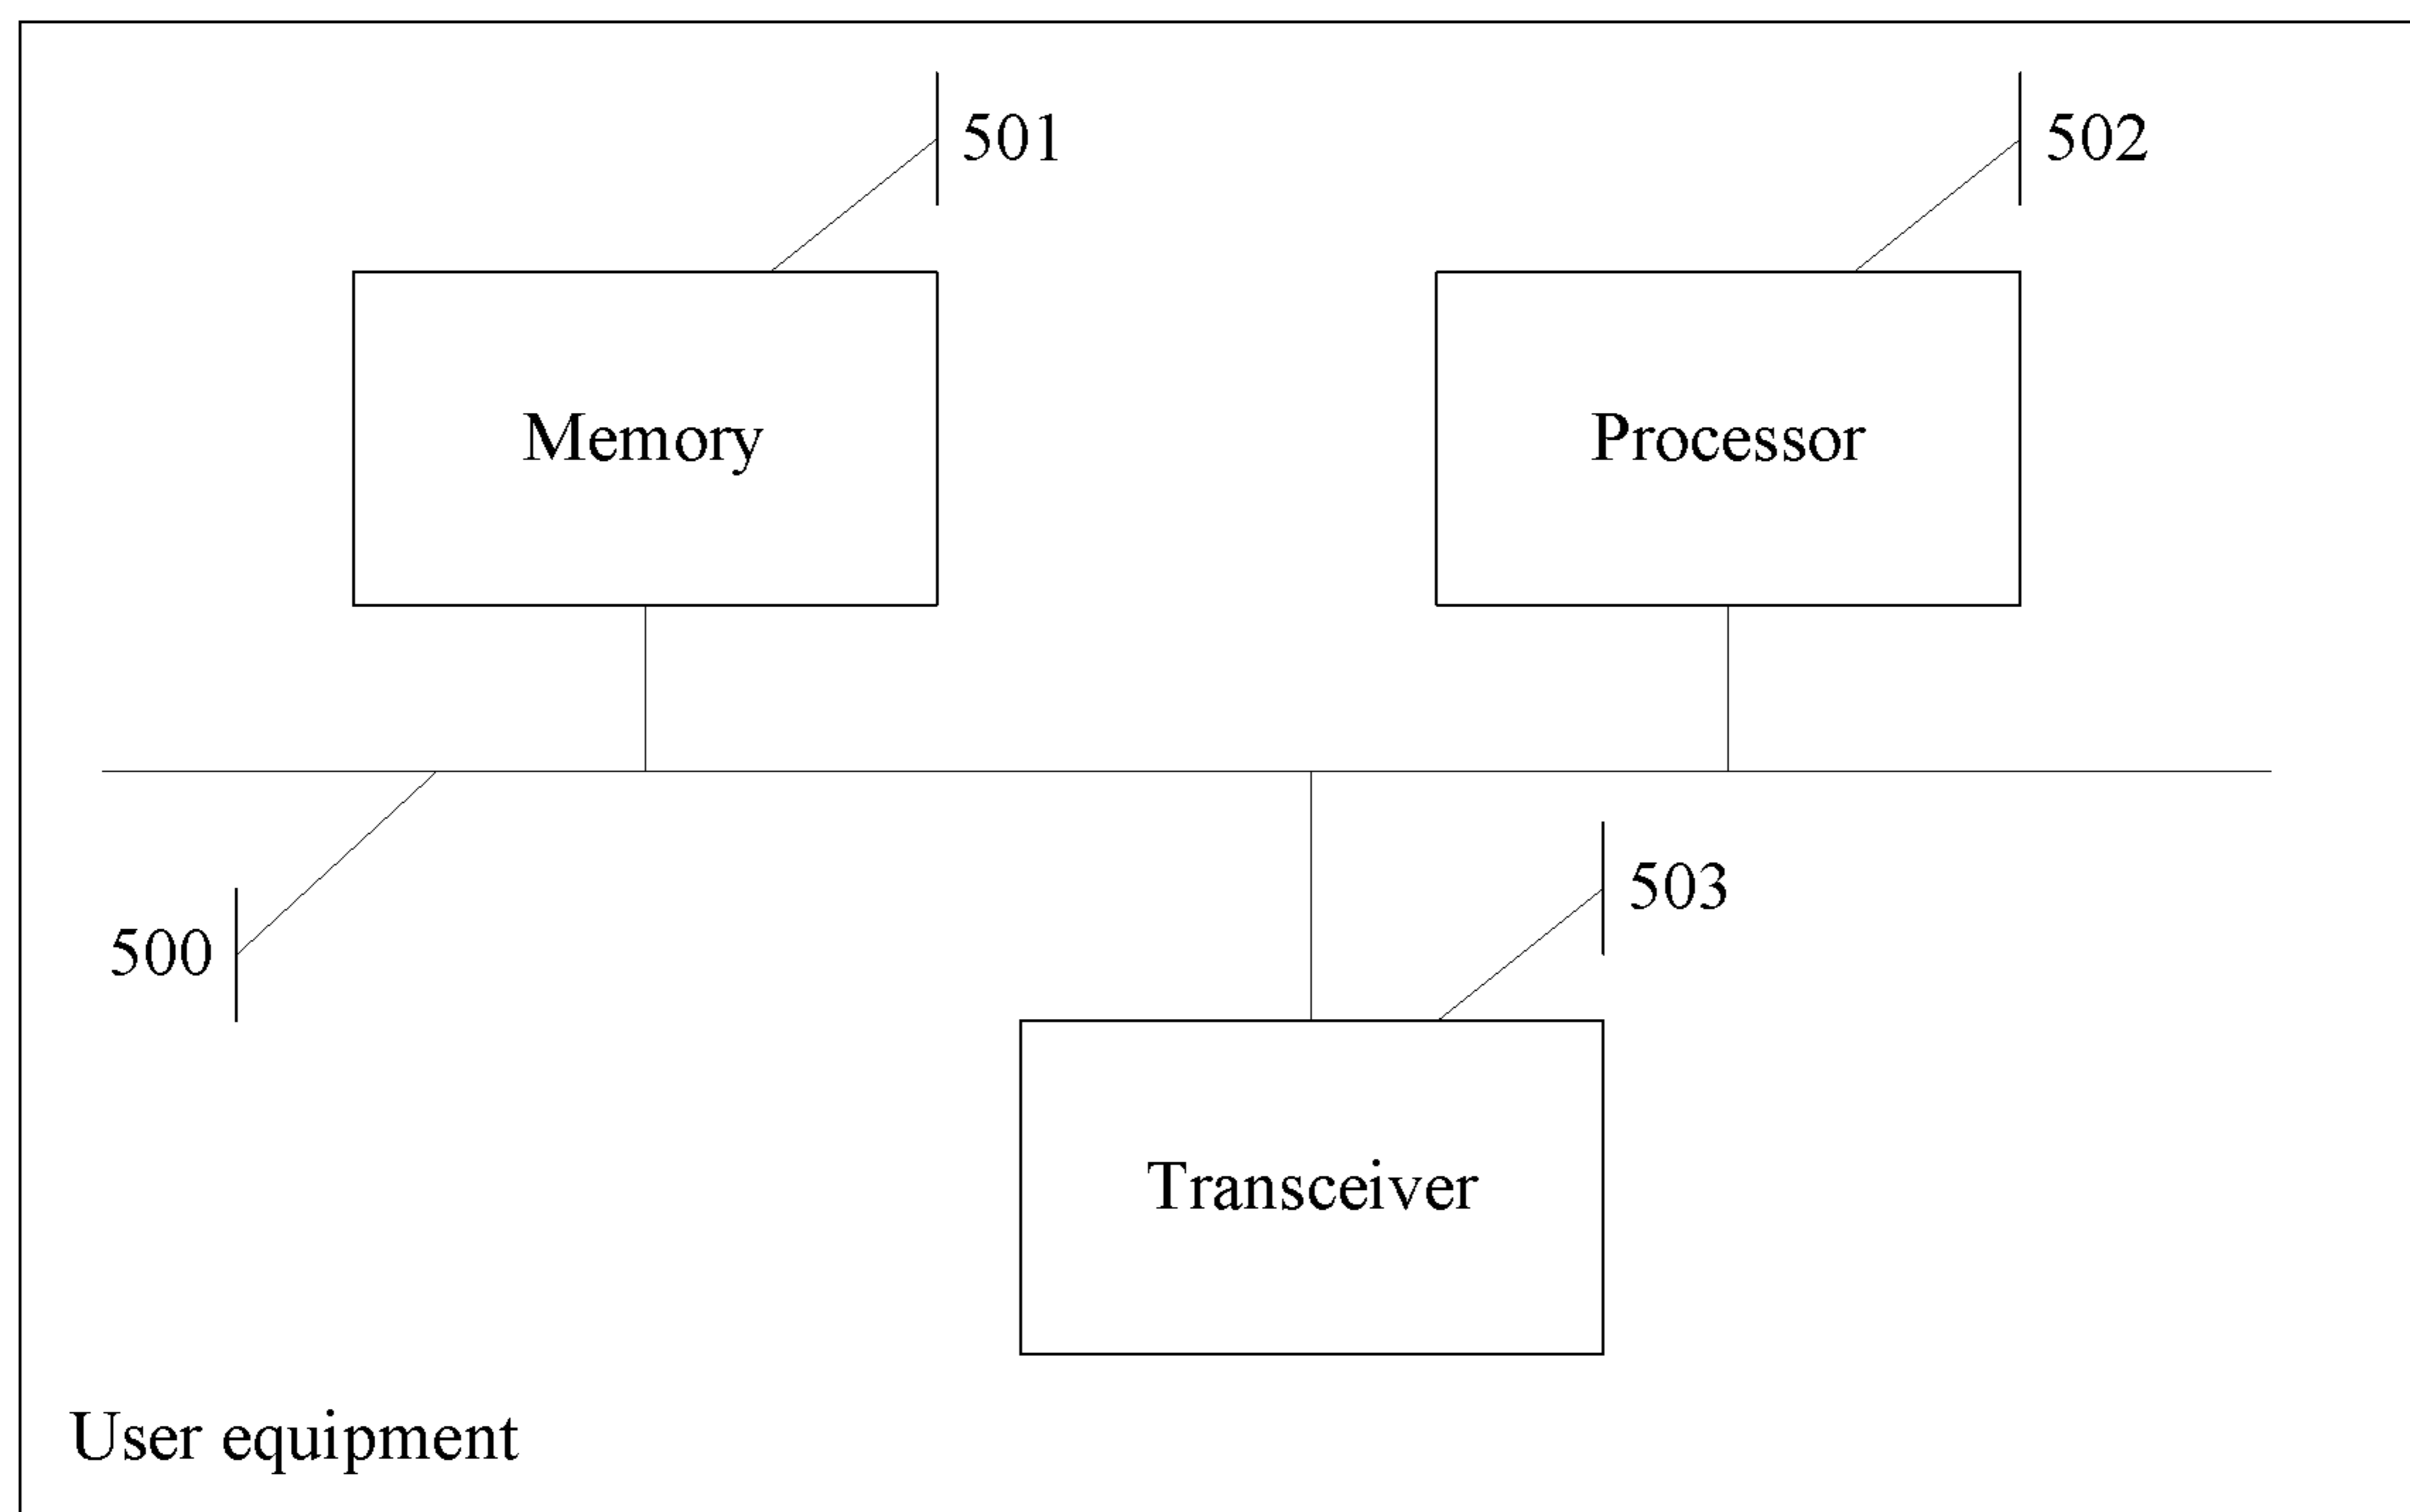 501
502
Memory
Processor
503
500
Transceiver
User equipment